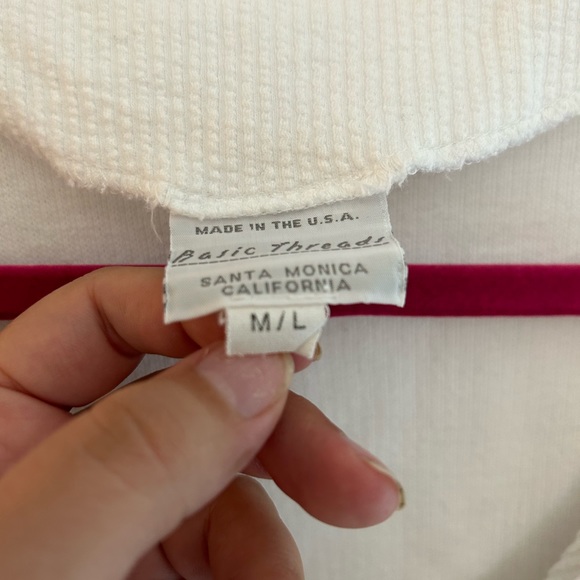 MADE IN THE U.S.A.
Basic Threads
SANTA MONICA
CALIFORNIA
M/L